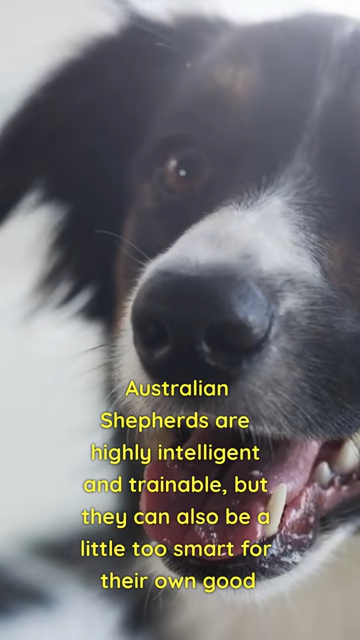 Australian
Shepherds are
highly intelligent
and trainable, but
they can also be a
little too smart for
their own good